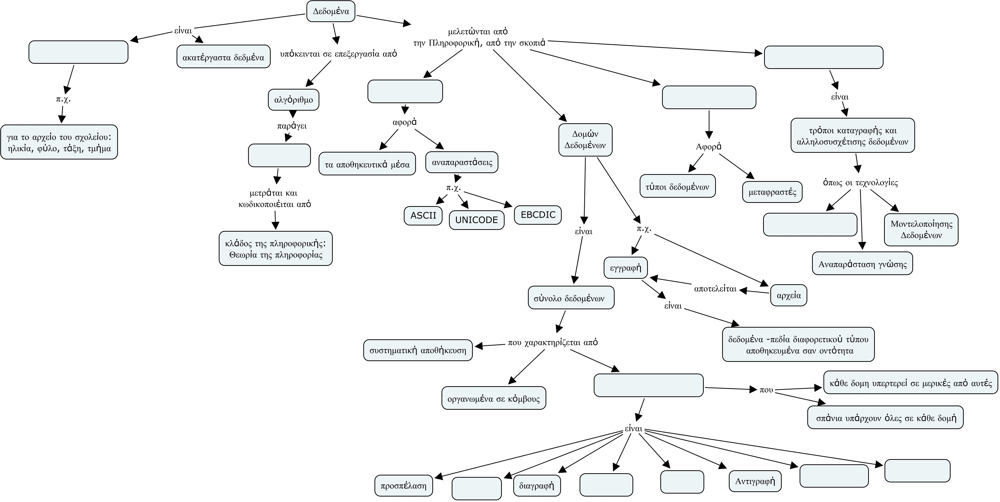 Δεδομένα
είναι
μελετώνται από
την Πληροφορική, από την σκοπιά
υπόκεινται σε επεξεργασία από
ακατέργαστα δεδμένα
π.χ.
για το αρχείο του σχολείου:
ηλικία, φύλο, τάξη, τμήμα
αλγόριθμο
παράγει
μετράται και
κωδικοποιέιται από
κλάδος της πληροφορικής:
Θεωρία της πληροφορίας
αφορά
τα αποθηκευτικά μέσα
αναπαραστάσεις
π.χ.
ASCII
UNICODE
EBCDIC
Δομών
Δεδομένων
είναι
π.χ.
Αφορά
τύποι δεδομένων
μεταφραστές
είναι
τρόποι καταγραφής και
αλληλοσυσχέτισης δεδομένων
όπως οι τεχνολογίες
Μοντελοποίησης
Δεδομένων
Αναπαράσταση γνώσης
εγγραφή
αποτελείται
αρχεία
είναι
δεδομένα -πεδία διαφορετικού τύπου
αποθηκευμένα σαν οντότητα
σύνολο δεδομένων
που χαρακτηρίζεται από
συστηματική αποθήκευση
οργανωμένα σε κόμβους
που
κάθε δομη υπερτερεί σε μερικές από αυτές
σπάνια υπάρχουν όλες σε κάθε δομή
είναι
προσπέλαση
διαγραφή
Αντιγραφή